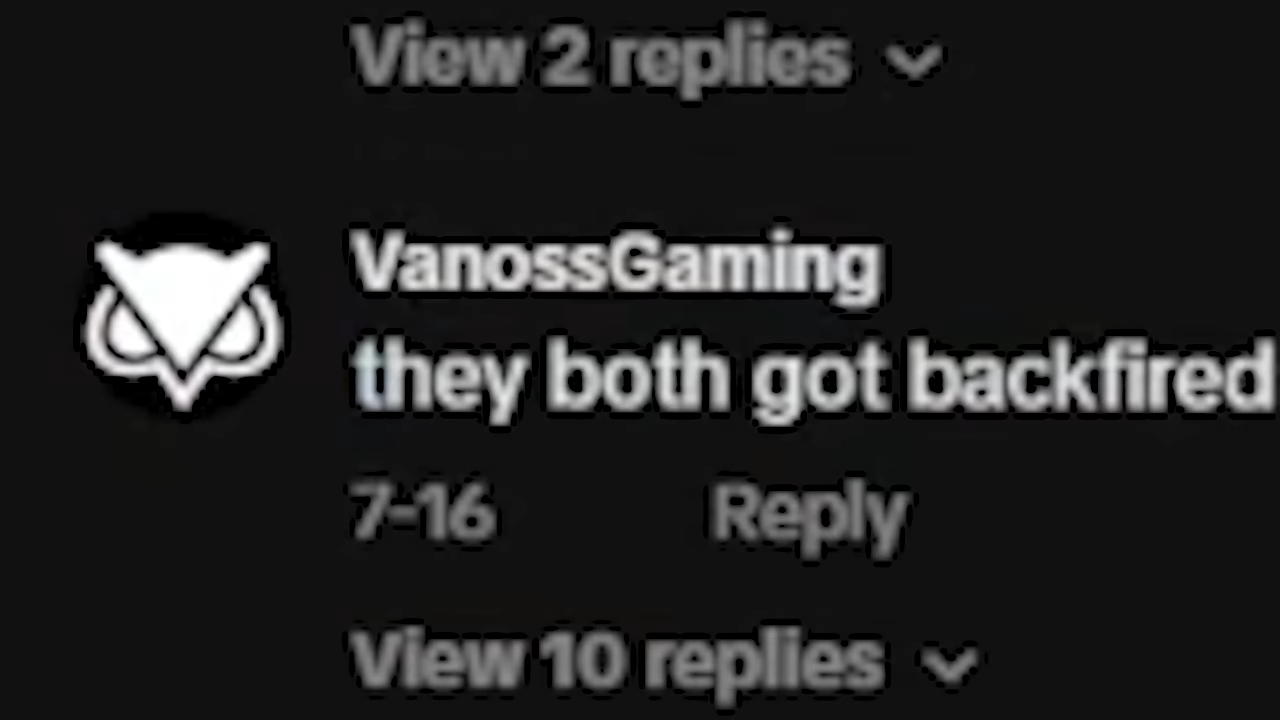 View 2 replies
VanossGaming
they both got backfired
7-16 Reply
View 10 replies